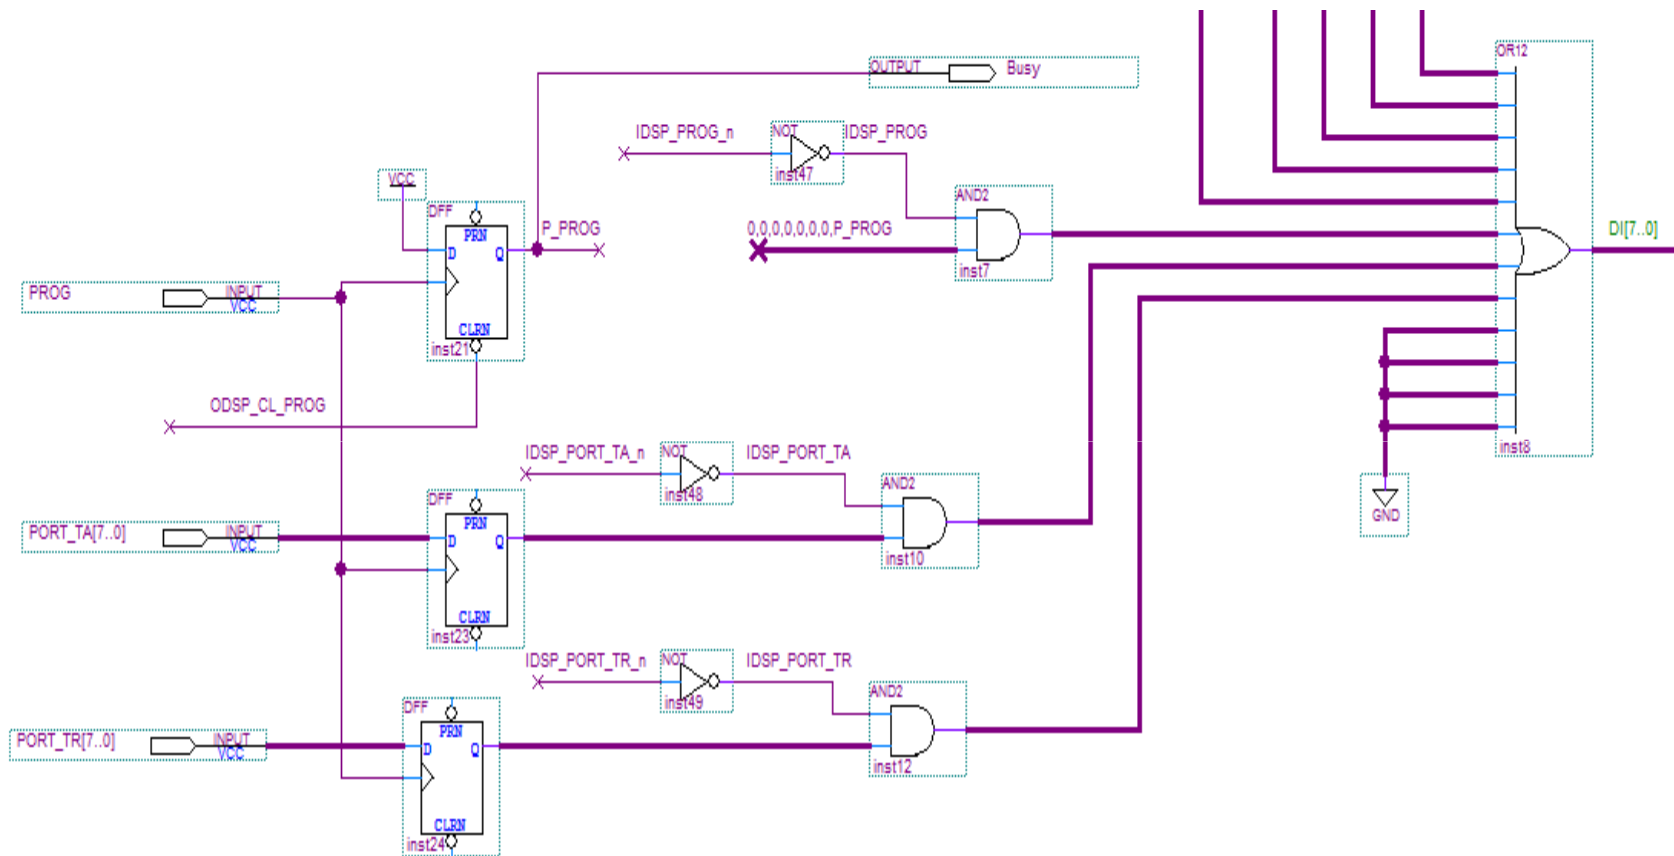 OR12
OUTPUT
Busy
IDSP_PROG_n
NOT
IDSP_PROG
inst47
VCC
DFF
PRN
D
Q
P_PROG
AND2
0,0,0,0,0,0,0,P_PROG
inst7
DI[7..0]
PROG
INPUT
VCC
CLRN
inst21
ODSP_CL_PROG
IDSP_PORT_TA_n
NOT
IDSP_PORT_TA
inst48
inst8
GND
DFF
PRN
D
Q
AND2
inst10
PORT_TA[7..0]
INPUT
VCC
CLRN
inst23
IDSP_PORT_TR_n
NOT
IDSP_PORT_TR
inst49
DFF
PRN
D
Q
AND2
inst12
PORT_TR[7..0]
INPUT
VCC
CLRN
inst24